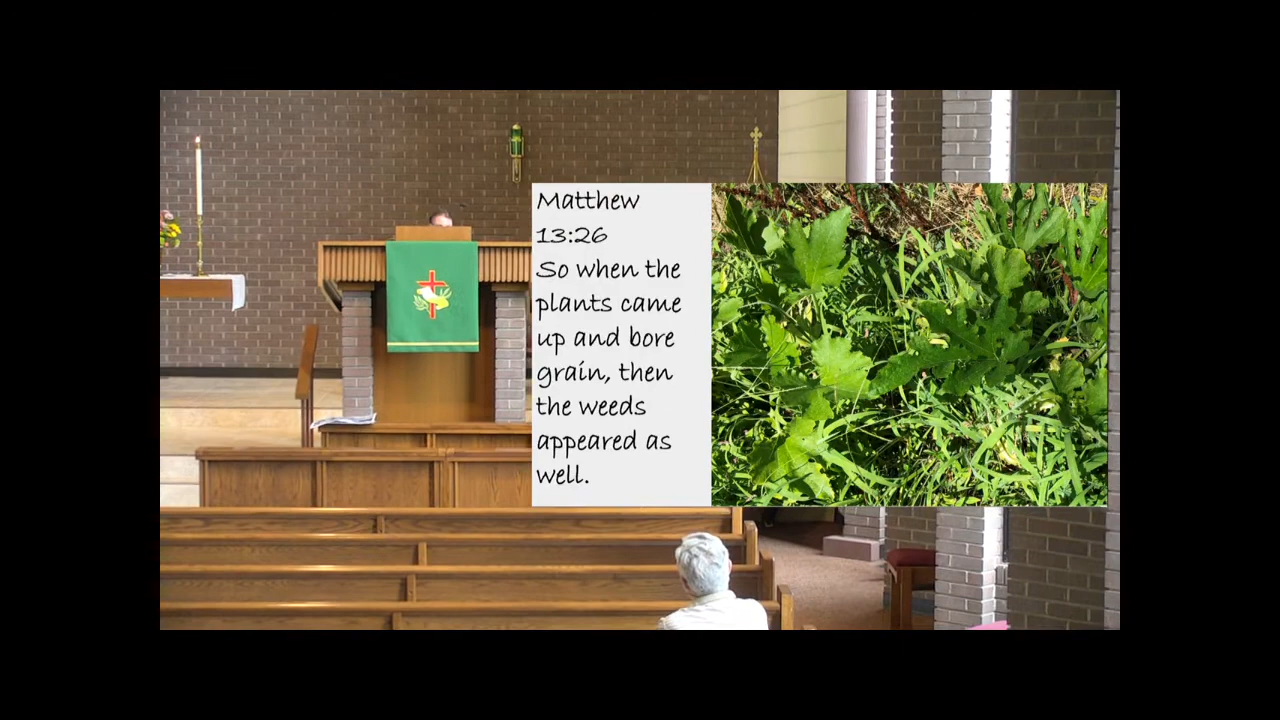 Matthew
13:26
So when the
plants came
up and bore
grain, then
the weeds
appeared as
well.